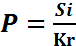 P = Si/Kr